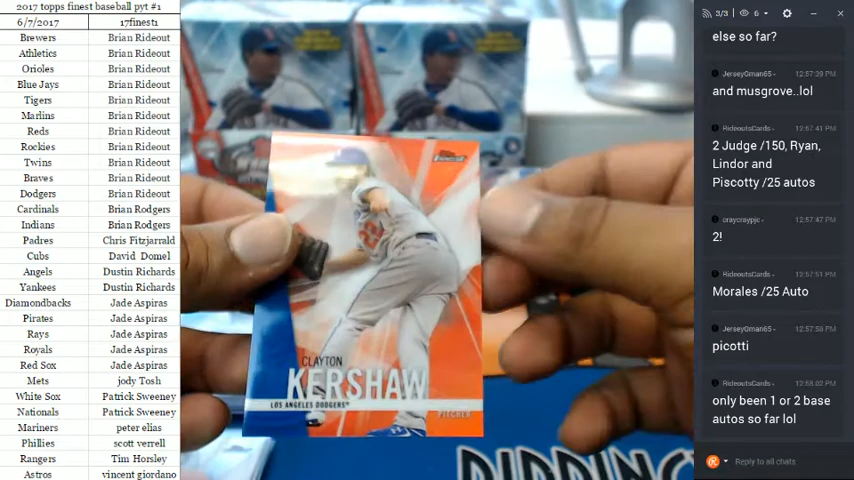 2017 topps finest baseball pyt #1
6/7/2017 17finest1
Brewers Brian Rideout
Athletics Brian Rideout
Orioles Brian Rideout
Blue Jays Brian Rideout
Tigers Brian Rideout
Marlins Brian Rideout
Reds Brian Rideout
Rockies Brian Rideout
Twins Brian Rideout
Braves Brian Rideout
Dodgers Brian Rideout
Cardinals Brian Rodgers
Indians Brian Rodgers
Padres Chris Fitzjarrald
Cubs David Domel
Angels Dustin Richards
Yankees Dustin Richards
Diamondbacks Jade Aspiras
Pirates Jade Aspiras
Rays Jade Aspiras
Royals Jade Aspiras
Red Sox Jade Aspiras
Mets jody Tosh
White Sox Patrick Sweeney
Nationals Patrick Sweeney
Mariners peter elias
Phillies scott verrell
Rangers Tim Horsley
Astros vincent giordano
FINEST
22
CLAYTON
KERSHAW
LOS ANGELES DODGERS
PITCHER
3/3 6
else so far?
JerseyGman65 12:57:39 PM
and musgrove..lol
RideoutsCards 12:57:41 PM
2 Judge /150, Ryan,
Lindor and
Piscotty /25 autos
craycraypjc 12:57:47 PM
2!
RideoutsCards 12:57:51 PM
Morales /25 Auto
JerseyGman65 12:57:56 PM
picotti
RideoutsCards 12:58:02 PM
only been 1 or 2 base
autos so far lol
Reply to all chats